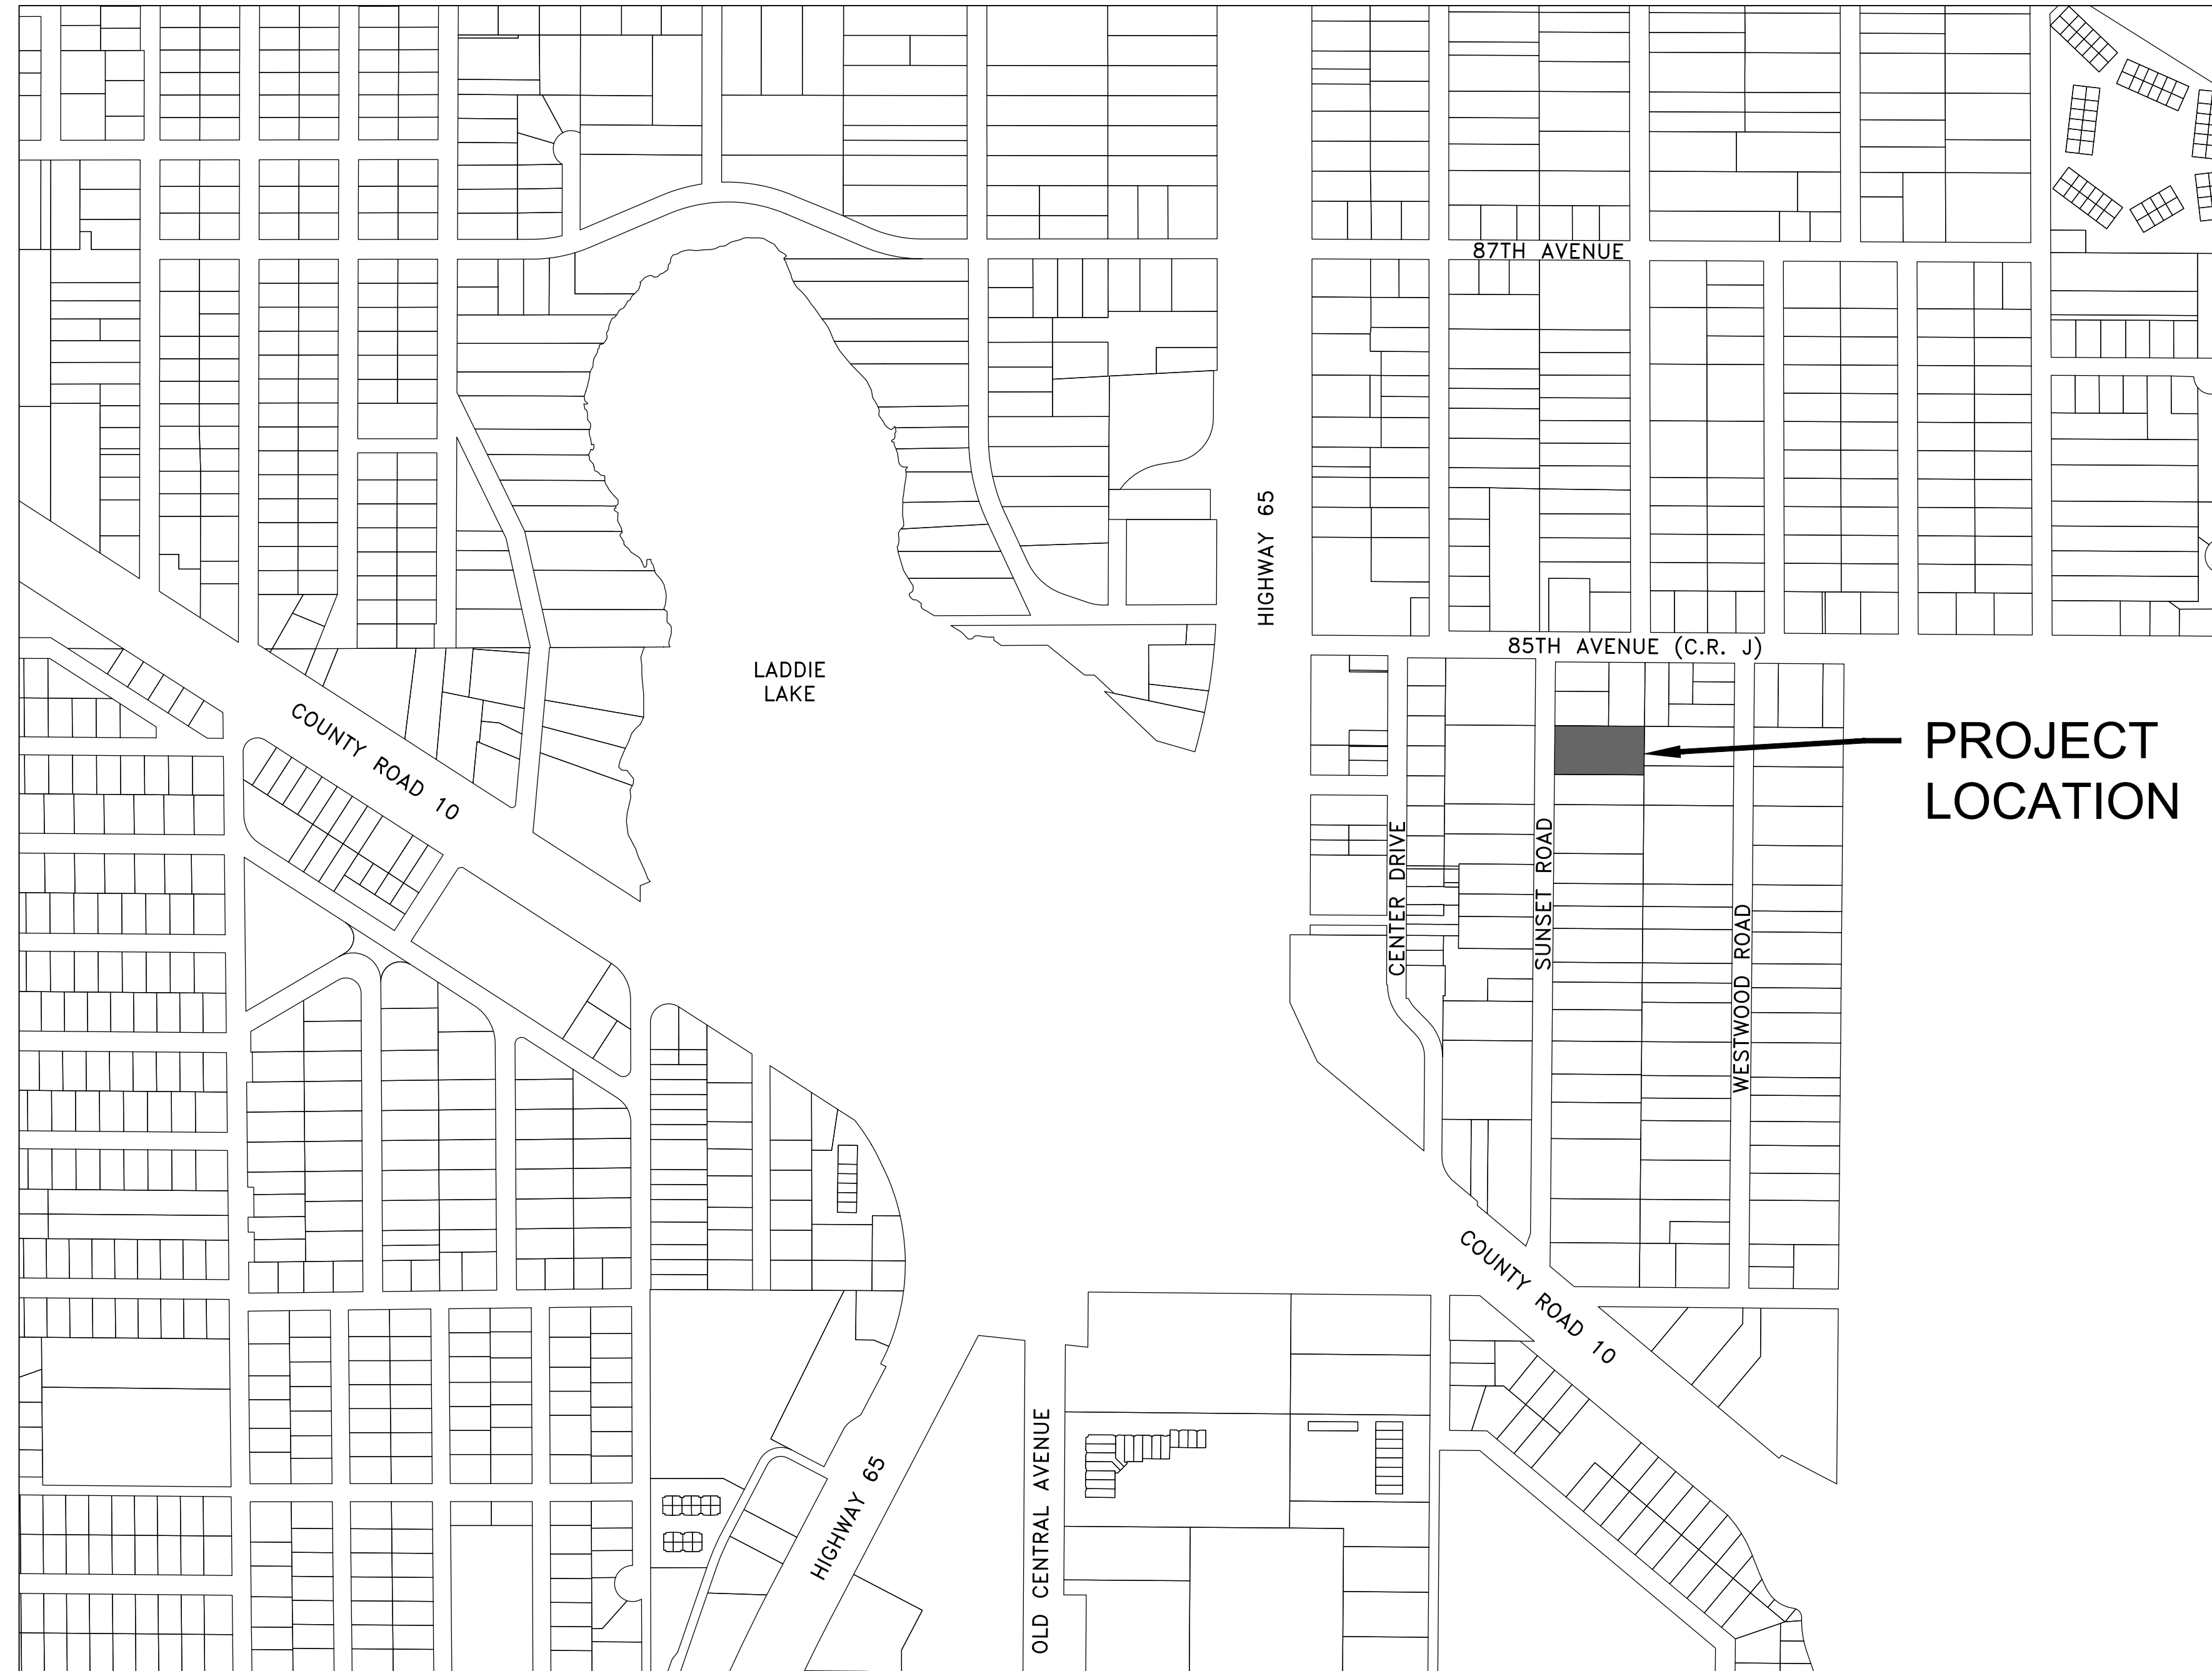 87TH AVENUE
HIGHWAY 65
85TH AVENUE (C.R. J)
LADDIE
LAKE
COUNTY ROAD 10
PROJECT
LOCATION
CENTER DRIVE
SUNSET ROAD
WESTWOOD ROAD
COUNTY ROAD 10
HIGHWAY 65
OLD CENTRAL AVENUE